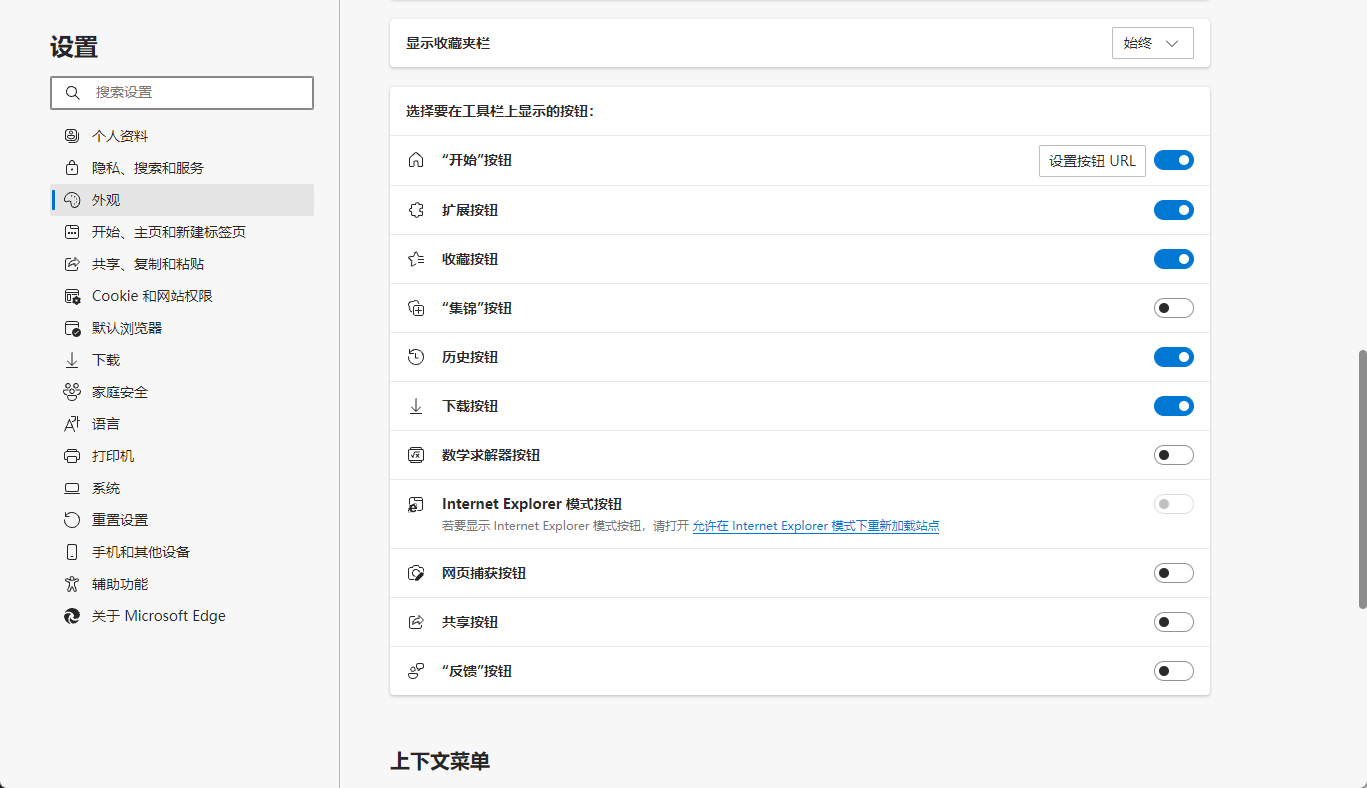 设置
搜索设置
个人资料
隐私、搜索和服务
外观
开始、主页和新建标签页
共享、复制和粘贴
Cookie 和网站权限
默认浏览器
下载
家庭安全
语言
打印机
系统
重置设置
手机和其他设备
辅助功能
关于 Microsoft Edge
显示收藏夹栏
始终
选择要在工具栏上显示的按钮：
“开始”按钮
设置按钮 URL
扩展按钮
收藏按钮
“集锦”按钮
历史按钮
下载按钮
数学求解器按钮
Internet Explorer 模式按钮
若要显示 Internet Explorer 模式按钮，请打开 允许在 Internet Explorer 模式下重新加载站点
网页捕获按钮
共享按钮
“反馈”按钮
上下文菜单